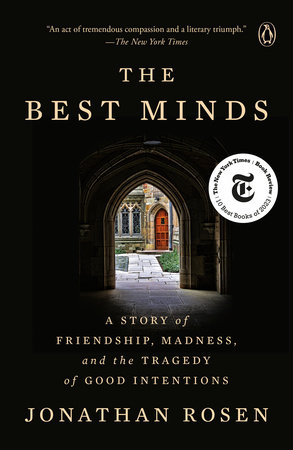 "An act of tremendous compassion and a literary triumph."
—The New York Times
THE
BEST MINDS
The New York Times | Book Review
T
10 Best Books of 2023
A STORY of
FRIENDSHIP, MADNESS,
and the TRAGEDY
of GOOD INTENTIONS
JONATHAN ROSEN